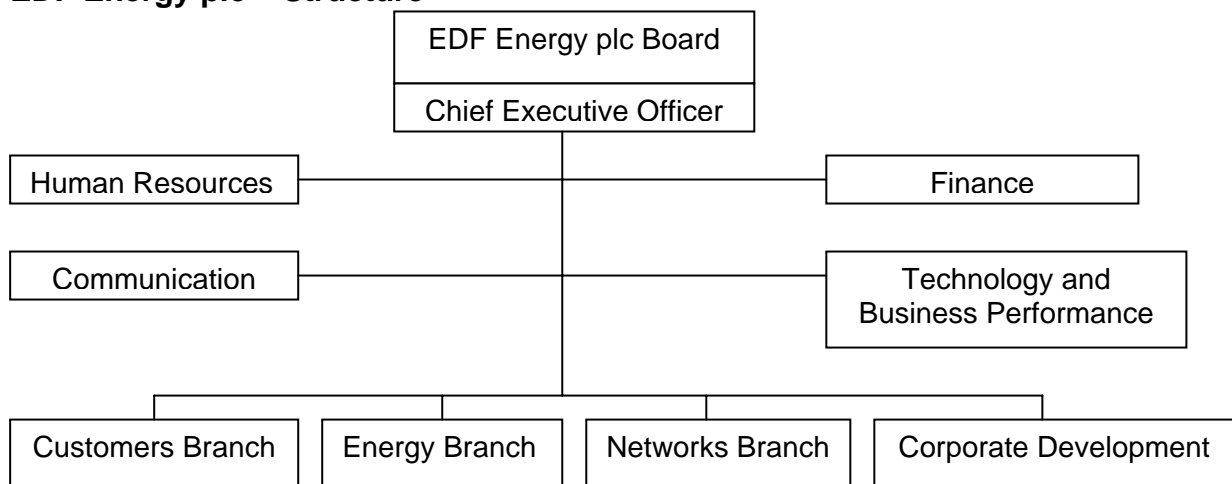 EDF Energy plc – Structure
EDF Energy plc Board
Chief Executive Officer
Human Resources
Finance
Communication
Technology and
Business Performance
Customers Branch
Energy Branch
Networks Branch
Corporate Development